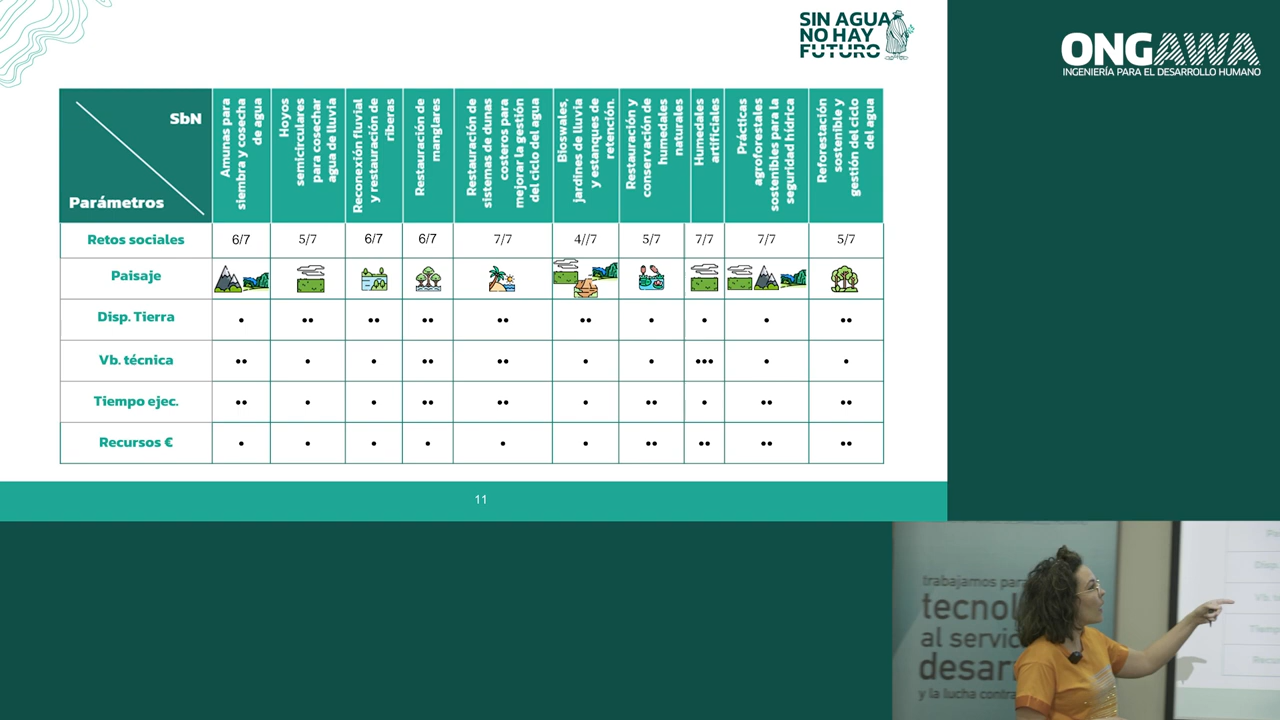 SIN AGUA
NO HAY
FUTURO
ONGAWA
INGENIERÍA PARA EL DESARROLLO HUMANO
SbN
Parámetros
Amunas para
siembra y cosecha
de agua
Hoyos
semicirculares
para cosechar
agua de lluvia
Reconexión fluvial
y restauración de
riberas
Restauración de
manglares
Restauración de
sistemas de dunas
costeros para
mejorar la gestión
del ciclo del agua
Bioswales,
jardines de lluvia
y estanques de
retención.
Restauración y
conservación de
humedales
naturales
Humedales
artificiales
Prácticas
agroforestales
sostenibles para la
seguridad hídrica
Reforestación
sostenible y
gestión del ciclo
del agua
Retos sociales 6/7 5/7 6/7 6/7 7/7 4//7 5/7 7/7 7/7 5/7
Paisaje
Disp. Tierra • •• •• •• •• •• • • • ••
Vb. técnica •• • • •• •• • • ••• • •
Tiempo ejec. •• • • •• •• • •• • •• ••
Recursos € • • • • • • •• •• •• ••
11
trabajamos para
tecnol
al servic
desar
y la lucha contra